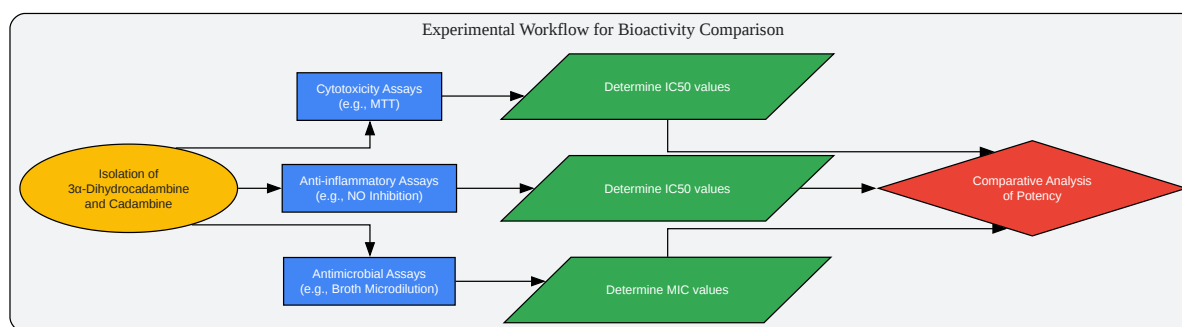 Experimental Workflow for Bioactivity Comparison
Cytotoxicity Assays
(e.g., MTT)
Determine IC50 values
Isolation of
3α-Dihydrocadambine
and Cadambine
Anti-inflammatory Assays
(e.g., NO Inhibition)
Determine IC50 values
Comparative Analysis
of Potency
Antimicrobial Assays
(e.g., Broth Microdilution)
Determine MIC values